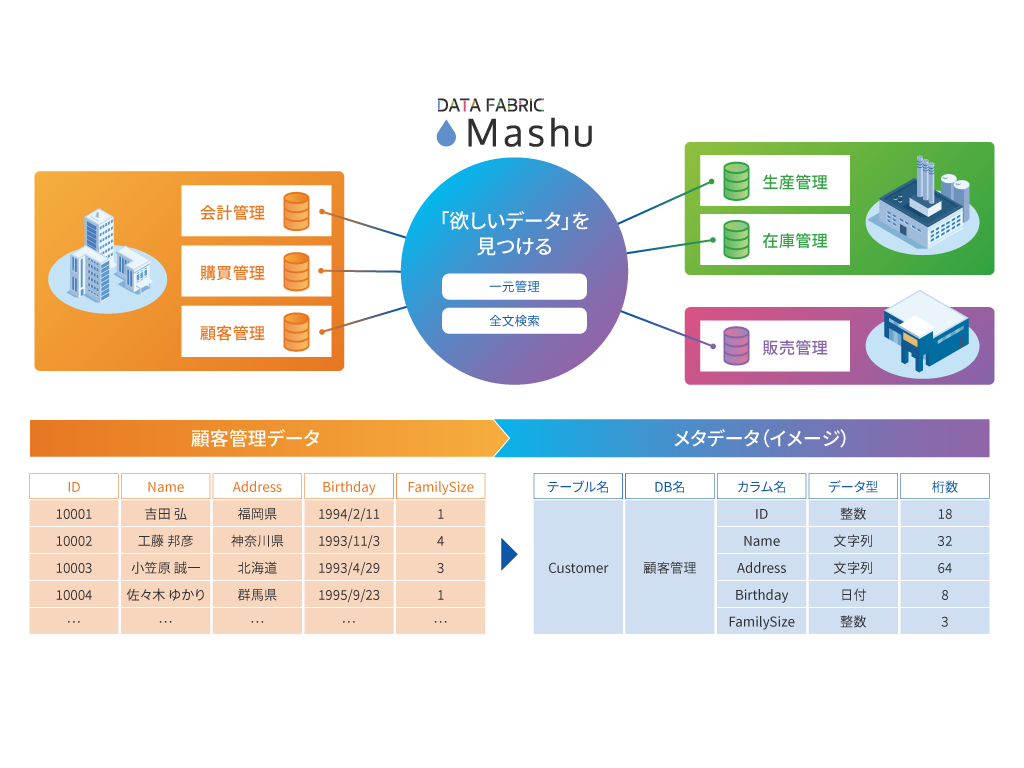 DATA FABRIC
Mashu
「欲しいデータ」を
見つける
一元管理
全文検索
会計管理
購買管理
顧客管理
生産管理
在庫管理
販売管理
顧客管理データ
メタデータ（イメージ）
ID Name Address Birthday FamilySize
10001 吉田 弘 福岡県 1994/2/11 1
10002 工藤 邦彦 神奈川県 1993/11/3 4
10003 小笠原 誠一 北海道 1993/4/29 3
10004 佐々木 ゆかり 群馬県 1995/9/23 1
… … … … …
テーブル名 DB名 カラム名 データ型 桁数
ID 整数 18
Name 文字列 32
Customer 顧客管理 Address 文字列 64
Birthday 日付 8
FamilySize 整数 3